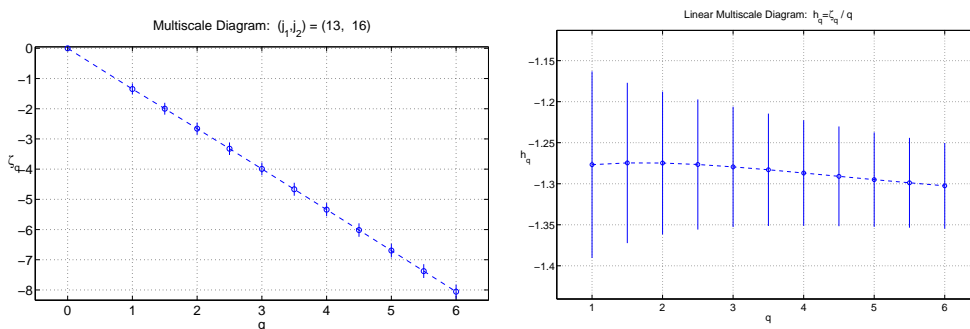 Multiscale Diagram: (j1,j2) = (13, 16)
0
−1
−2
−3
−4
−5
−6
−7
−8
ζq
0 1 2 3 4 5 6
q
Linear Multiscale Diagram: hq=ζq / q
−1.15
−1.2
−1.25
−1.3
−1.35
−1.4
hq
1 2 3 4 5 6
q